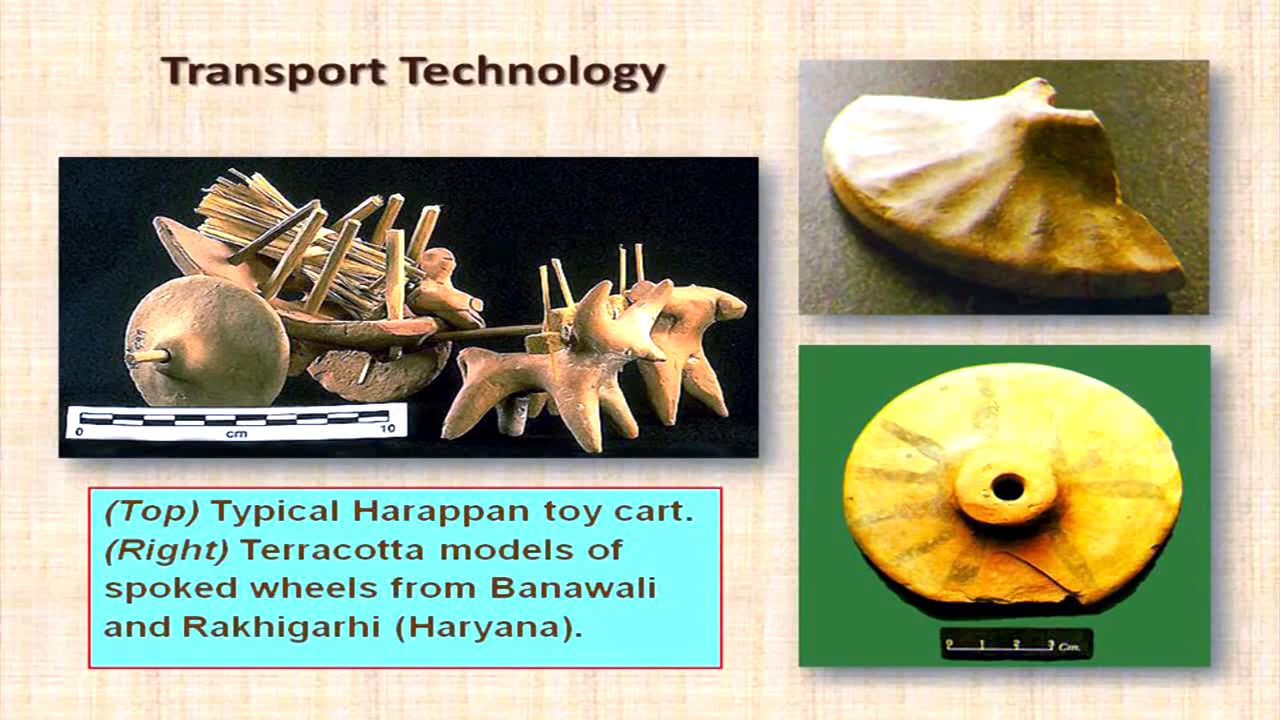 Transport Technology
0 10
cm
(Top) Typical Harappan toy cart.
(Right) Terracotta models of
spoked wheels from Banawali
and Rakhigarhi (Haryana).
0 1 2 3 Cm.